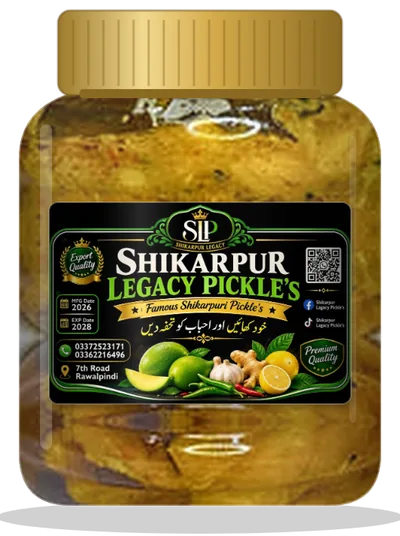 SLP
SHIKARPUR LEGACY
SHIKARPUR
LEGACY PICKLE'S
Famous Shikarpuri Pickle's
خود کھائیں اور احباب کو تحفہ دیں
Export
Quality
MFG Date
2026
EXP Date
2028
03372523171
03362216496
7th Road
Rawalpindi
Shikarpur
Legacy Pickle's
Shikarpur
Legacy Pickle's
Premium
Quality